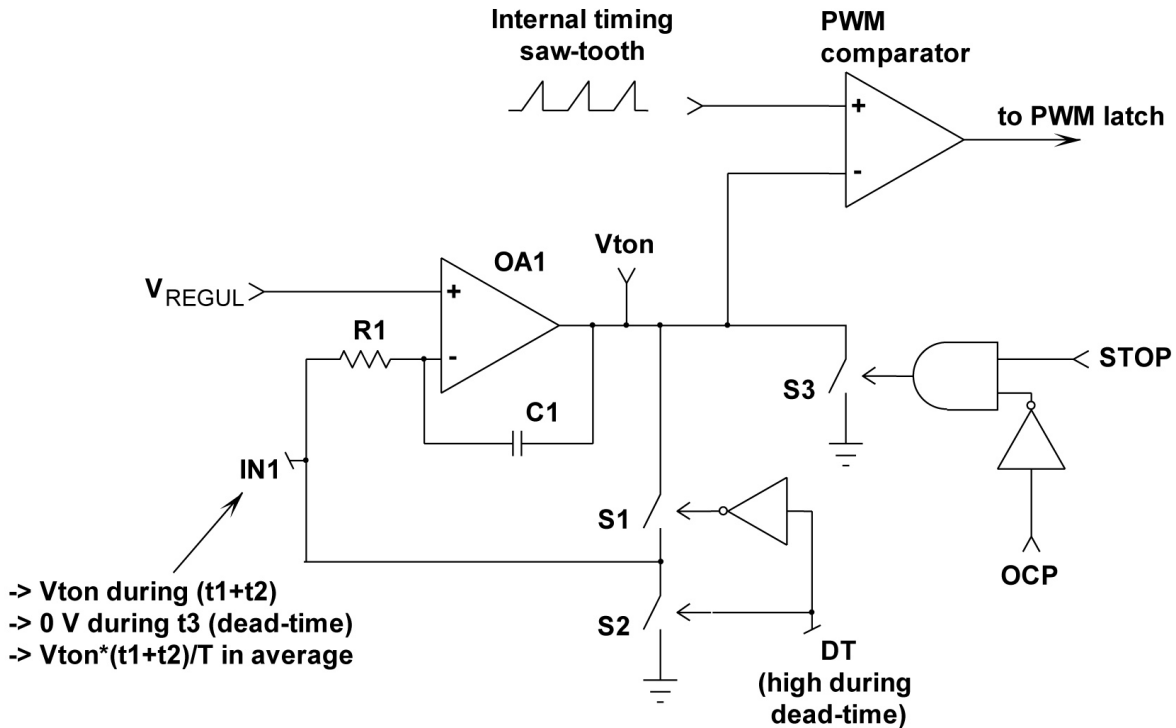 Internal timing
saw-tooth
PWM
comparator
+
-
to PWM latch
Vton
OA1
VREGUL
+
-
R1
C1
S3
STOP
IN1
S1
OCP
-> Vton during (t1+t2)
-> 0 V during t3 (dead-time)
-> Vton*(t1+t2)/T in average
S2
DT
(high during
dead-time)